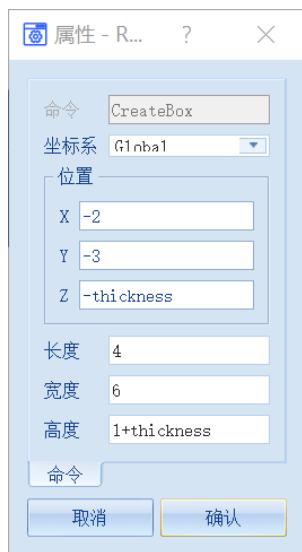 属性 - R... ?
命令 CreateBox
坐标系 Global
位置
X -2
Y -3
Z -thickness
长度 4
宽度 6
高度 1+thickness
命令
取消 确认